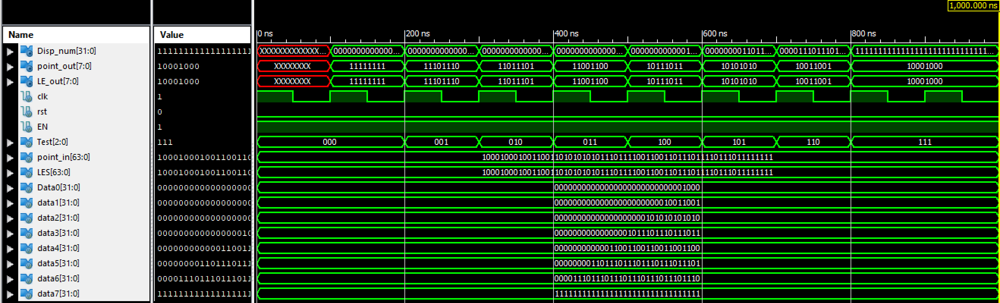 1,000.000 ns
Name Value 0 ns 200 ns 400 ns 600 ns 800 ns
Disp_num[31:0] 111111111111111111 XXXXXXXXXXXXX... 0000000000000... 0000000000000... 0000000000000... 0000000000000... 0000000000001... 0000000011011... 0000111011101... 1111111111111111111111111111...
point_out[7:0] 10001000 XXXXXXXX 11111111 11101110 11011101 11001100 10111011 10101010 10011001 10001000
LE_out[7:0] 10001000 XXXXXXXX 11111111 11101110 11011101 11001100 10111011 10101010 10011001 10001000
clk 1
rst 0
EN 1
Test[2:0] 111 000 001 010 011 100 101 110 111
point_in[63:0] 100010001001100110 1000100010011001101010101011101111001100110111011110111011111111
LES[63:0] 100010001001100110 1000100010011001101010101011101111001100110111011110111011111111
Data0[31:0] 000000000000000000 00000000000000000000000000001000
data1[31:0] 000000000000000000 00000000000000000000000010011001
data2[31:0] 000000000000000000 00000000000000000000101010101010
data3[31:0] 000000000000000010 00000000000000001011101110111011
data4[31:0] 000000000000110011 00000000000011001100110011001100
data5[31:0] 000000001101110111 00000000110111011101110111011101
data6[31:0] 000011101110111011 00001110111011101110111011101110
data7[31:0] 111111111111111111 11111111111111111111111111111111